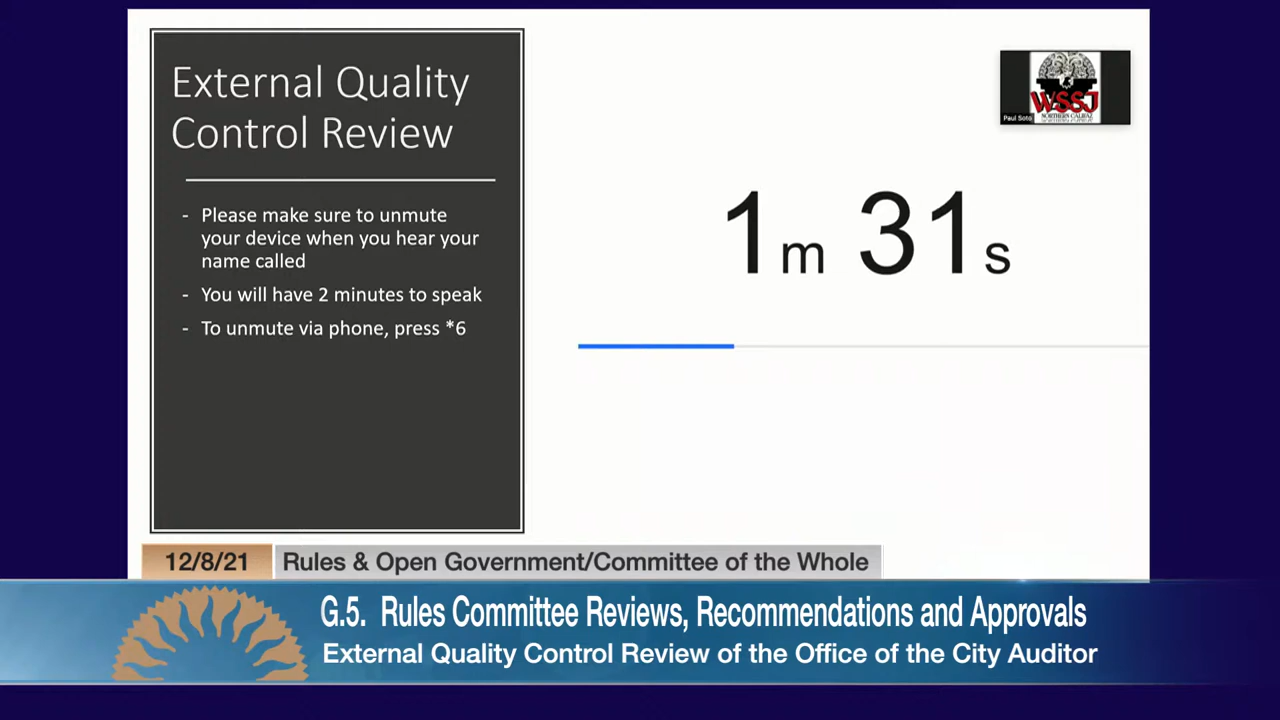 External Quality
Control Review
- Please make sure to unmute
your device when you hear your
name called
- You will have 2 minutes to speak
- To unmute via phone, press *6
WSSJ
NORTHERN CALIFAZ
Paul Soto
1m 31s
12/8/21
Rules & Open Government/Committee of the Whole
G.5. Rules Committee Reviews, Recommendations and Approvals
External Quality Control Review of the Office of the City Auditor